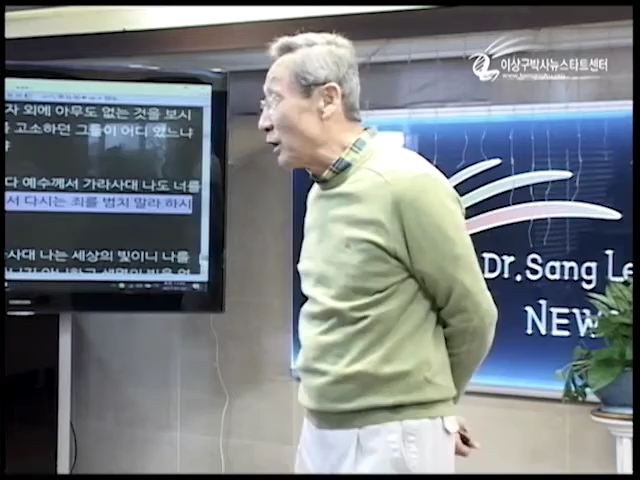 이상구박사뉴스타트센터
자 외에 아무도 없는 것을 보시
고소하던 그들이 어디 있느냐
다 예수께서 가라사대 나도 너를
서 다시는 죄를 범치 말라 하시
사대 나는 세상의 빛이니 나를
Dr.Sang Le
NEW
SAMSUNG